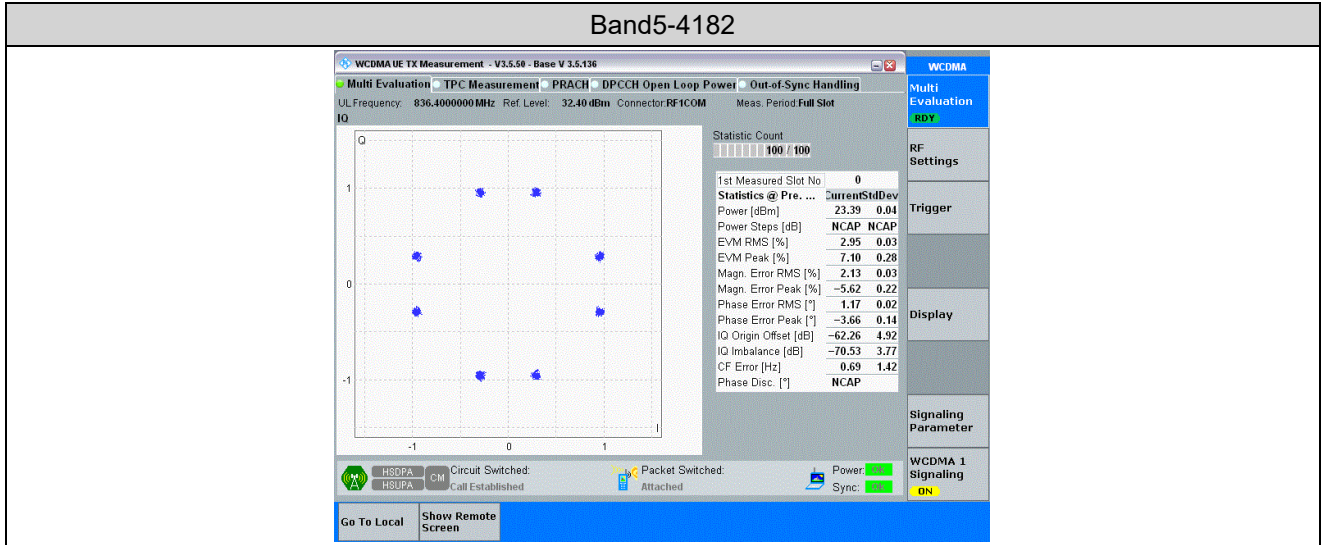 Band5-4182
WCDMA UE TX Measurement - V3.5.50 - Base V 3.5.136
WCDMA
Multi Evaluation TPC Measurement PRACH DPCCH Open Loop Power Out-of-Sync Handling
UL Frequency: 836.4000000 MHz Ref. Level: 32.40 dBm Connector:RF1COM Meas. Period:Full Slot
IQ
Q
1
0
-1
I
-1 0 1
Statistic Count
100 / 100
1st Measured Slot No 0
Statistics @ Pre. ... CurrentStdDev
Power [dBm] 23.39 0.04
Power Steps [dB] NCAP NCAP
EVM RMS [%] 2.95 0.03
EVM Peak [%] 7.10 0.28
Magn. Error RMS [%] 2.13 0.03
Magn. Error Peak [%] -5.62 0.22
Phase Error RMS [°] 1.17 0.02
Phase Error Peak [°] -3.66 0.14
IQ Origin Offset [dB] -62.26 4.92
IQ Imbalance [dB] -70.53 3.77
CF Error [Hz] 0.69 1.42
Phase Disc. [°] NCAP
Multi
Evaluation
RDY
RF
Settings
Trigger
Display
Signaling
Parameter
WCDMA 1
Signaling
ON
HSDPA
HSUPA
CM
Circuit Switched:
Call Established
Packet Switched:
Attached
Power: OK
Sync: OK
Go To Local
Show Remote
Screen